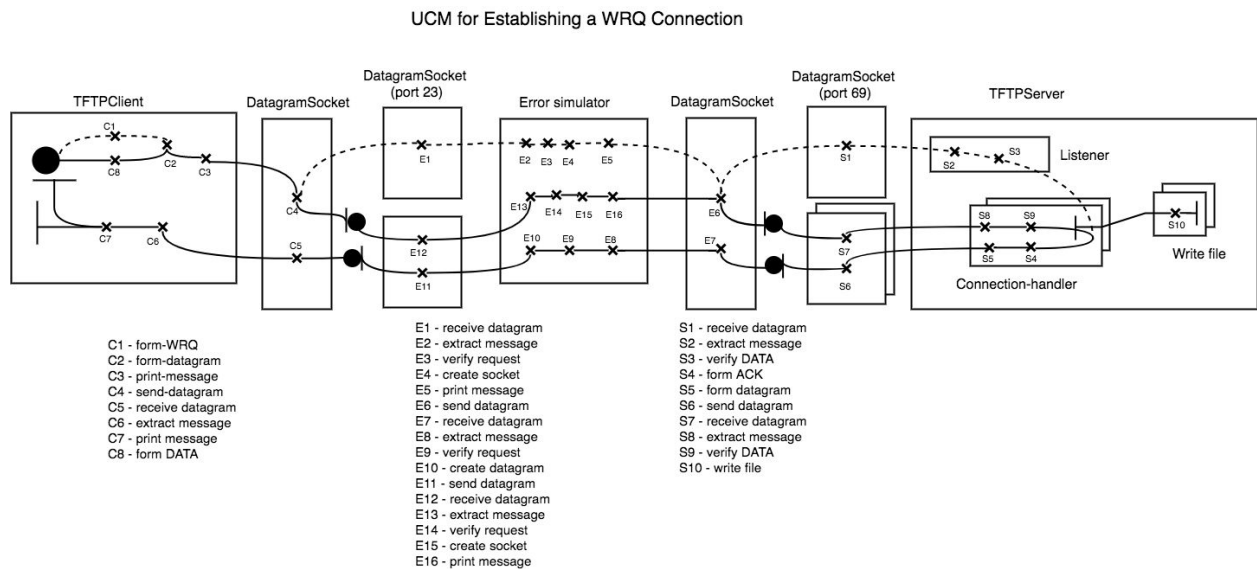 UCM for Establishing a WRQ Connection
TFTPClient
DatagramSocket
DatagramSocket
(port 23)
Error simulator
DatagramSocket
DatagramSocket
(port 69)
TFTPServer
C1
C8
C2
C3
C4
C7
C6
C5
E1
E12
E11
E2
E3
E4
E5
E13
E14
E15
E16
E10
E9
E8
E6
E7
S1
S7
S6
S2
S3
Listener
S8
S9
S5
S4
Connection-handler
S10
Write file
C1 - form-WRQ
C2 - form-datagram
C3 - print-message
C4 - send-datagram
C5 - receive datagram
C6 - extract message
C7 - print message
C8 - form DATA
E1 - receive datagram
E2 - extract message
E3 - verify request
E4 - create socket
E5 - print message
E6 - send datagram
E7 - receive datagram
E8 - extract message
E9 - verify request
E10 - create datagram
E11 - send datagram
E12 - receive datagram
E13 - extract message
E14 - verify request
E15 - create socket
E16 - print message
S1 - receive datagram
S2 - extract message
S3 - verify DATA
S4 - form ACK
S5 - form datagram
S6 - send datagram
S7 - receive datagram
S8 - extract message
S9 - verify DATA
S10 - write file